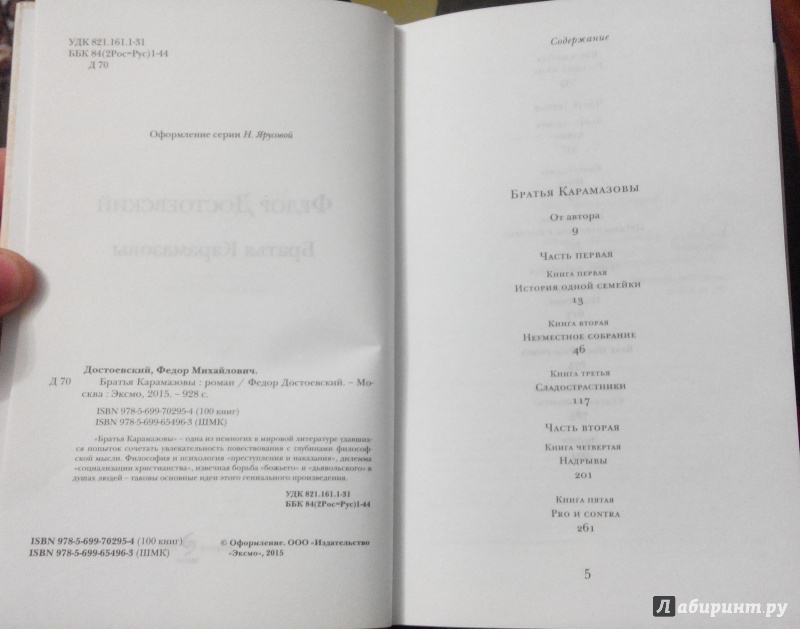 УДК 821.161.1-31
ББК 84(2Рос=Рус)1-44
Д 70
Оформление серии Н. Ярусовой
Достоевский, Федор Михайлович.
Д 70 Братья Карамазовы : роман / Федор Достоевский. – Мо-
сква : Эксмо, 2015. – 928 с.
ISBN 978-5-699-70295-4 (100 книг)
ISBN 978-5-699-65496-3 (ШМК)
«Братья Карамазовы» – одна из немногих в мировой литературе удавших-
ся попыток сочетать увлекательность повествования с глубинами философ-
ской мысли. Философия и психология «преступления и наказания», дилемма
«социализации христианства», извечная борьба «божьего» и «дьявольского» в
душах людей – таковы основные идеи этого гениального произведения.
УДК 821.161.1-31
ББК 84(2Рос=Рус)1-44
ISBN 978-5-699-70295-4 (100 книг)
ISBN 978-5-699-65496-3 (ШМК)
© Оформление. ООО «Издательство
«Эксмо», 2015
Содержание
Братья Карамазовы
От автора
9
Часть первая
Книга первая
История одной семейки
13
Книга вторая
Неуместное собрание
46
Книга третья
Сладострастники
117
Часть вторая
Книга четвертая
Надрывы
201
Книга пятая
Pro и contra
261
5
Лабиринт.ру